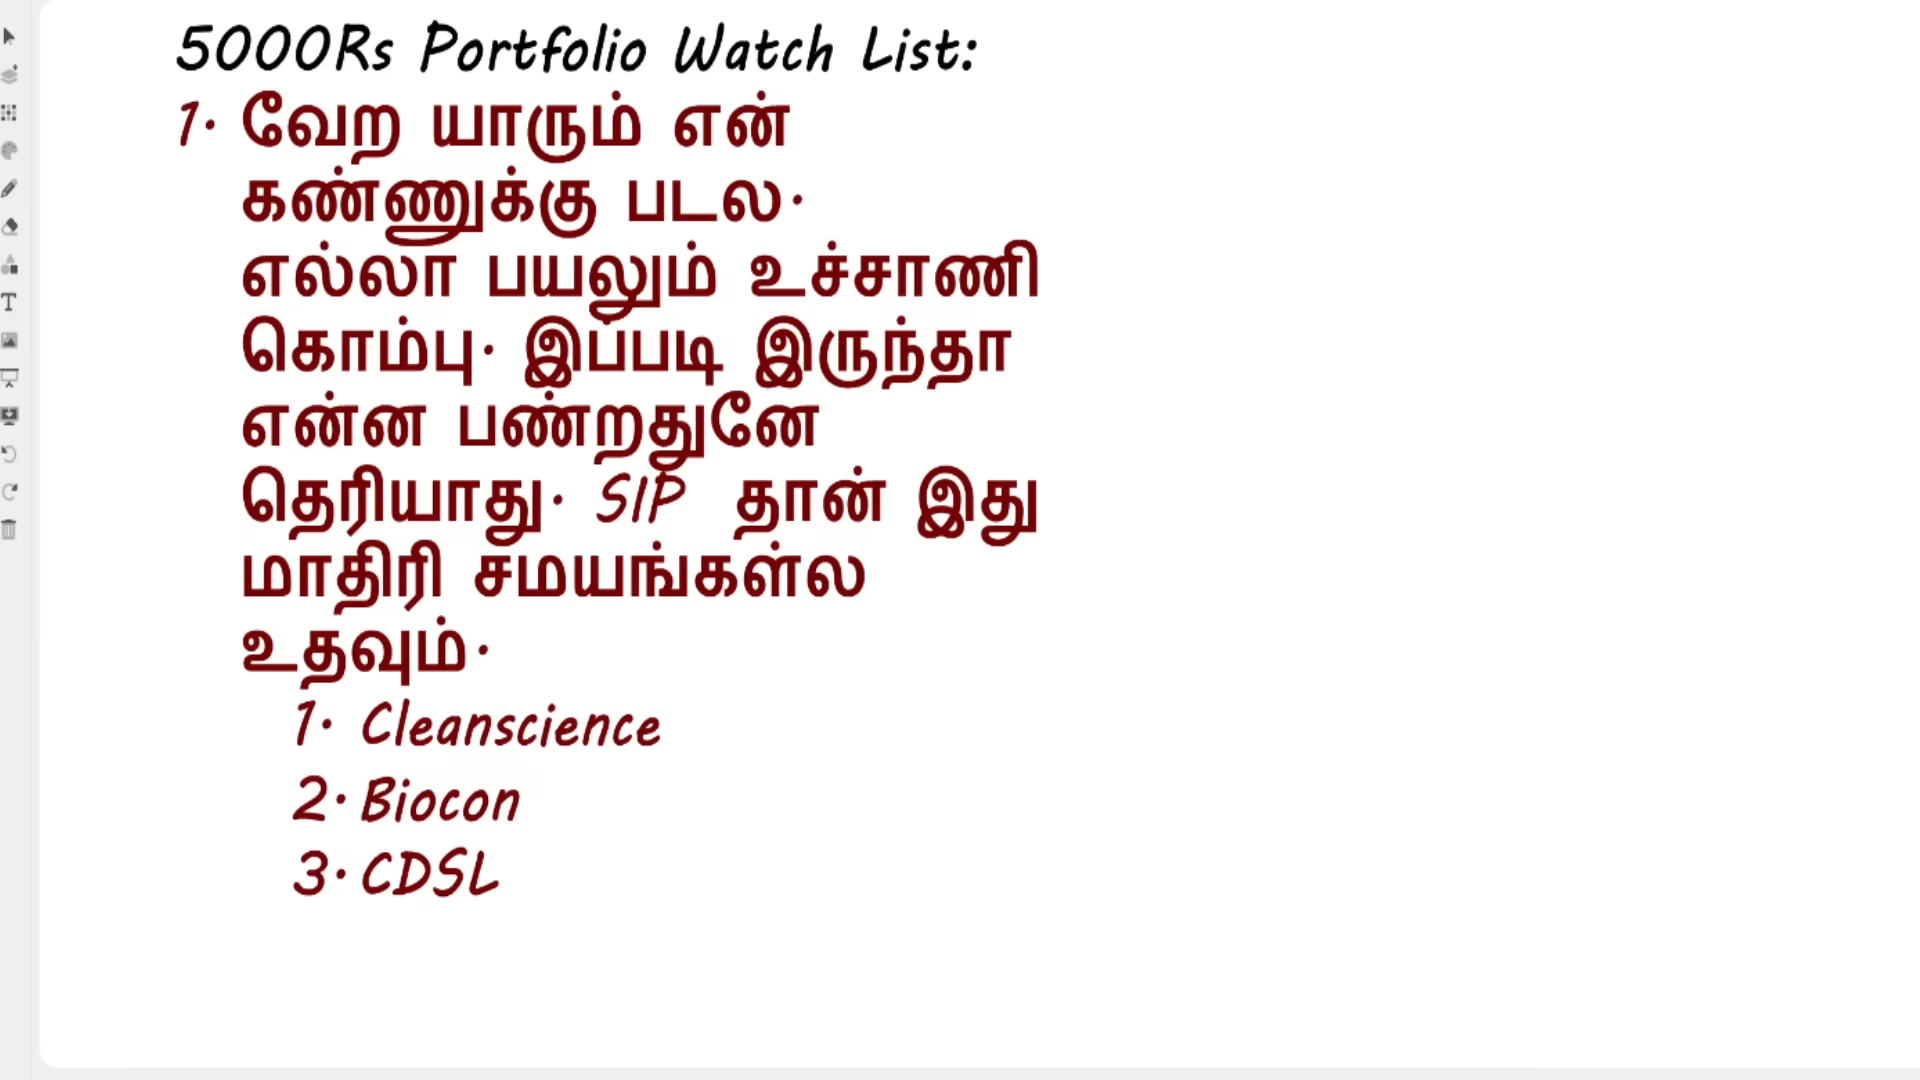 5000Rs Portfolio Watch List:
1. வேற யாரும் என்
கண்ணுக்கு படல.
எல்லா பயலும் உச்சாணி
கொம்பு. இப்படி இருந்தா
என்ன பண்றதுனே
தெரியாது. SIP தான் இது
மாதிரி சமயங்கள்ல
உதவும்.
1. Cleanscience
2. Biocon
3. CDSL